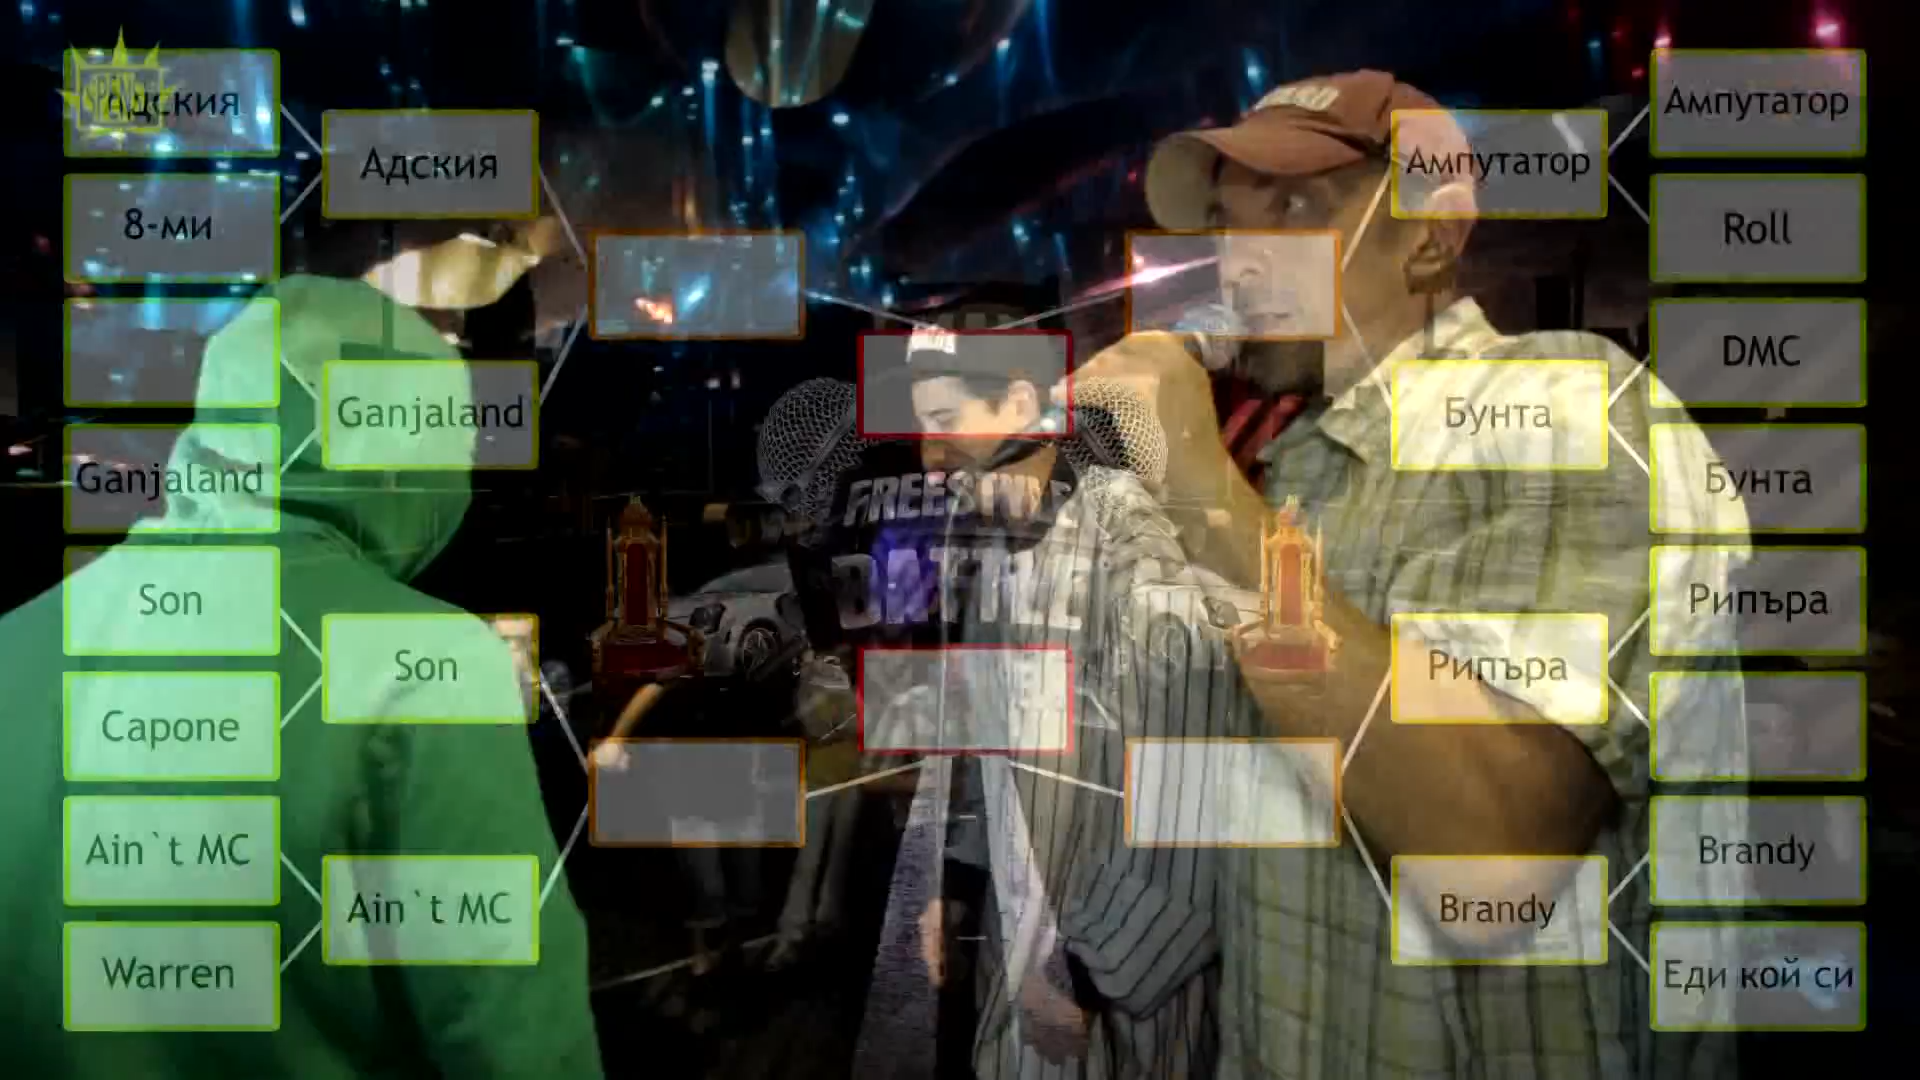 Адския
8-ми
Ganjaland
Son
Capone
Ain`t MC
Warren
Адския
Ganjaland
Son
Ain`t MC
FREESTYLE
BATTLE
Ампутатор
Бунта
Рипъра
Brandy
Ампутатор
Roll
DMC
Бунта
Рипъра
Brandy
Еди кой си